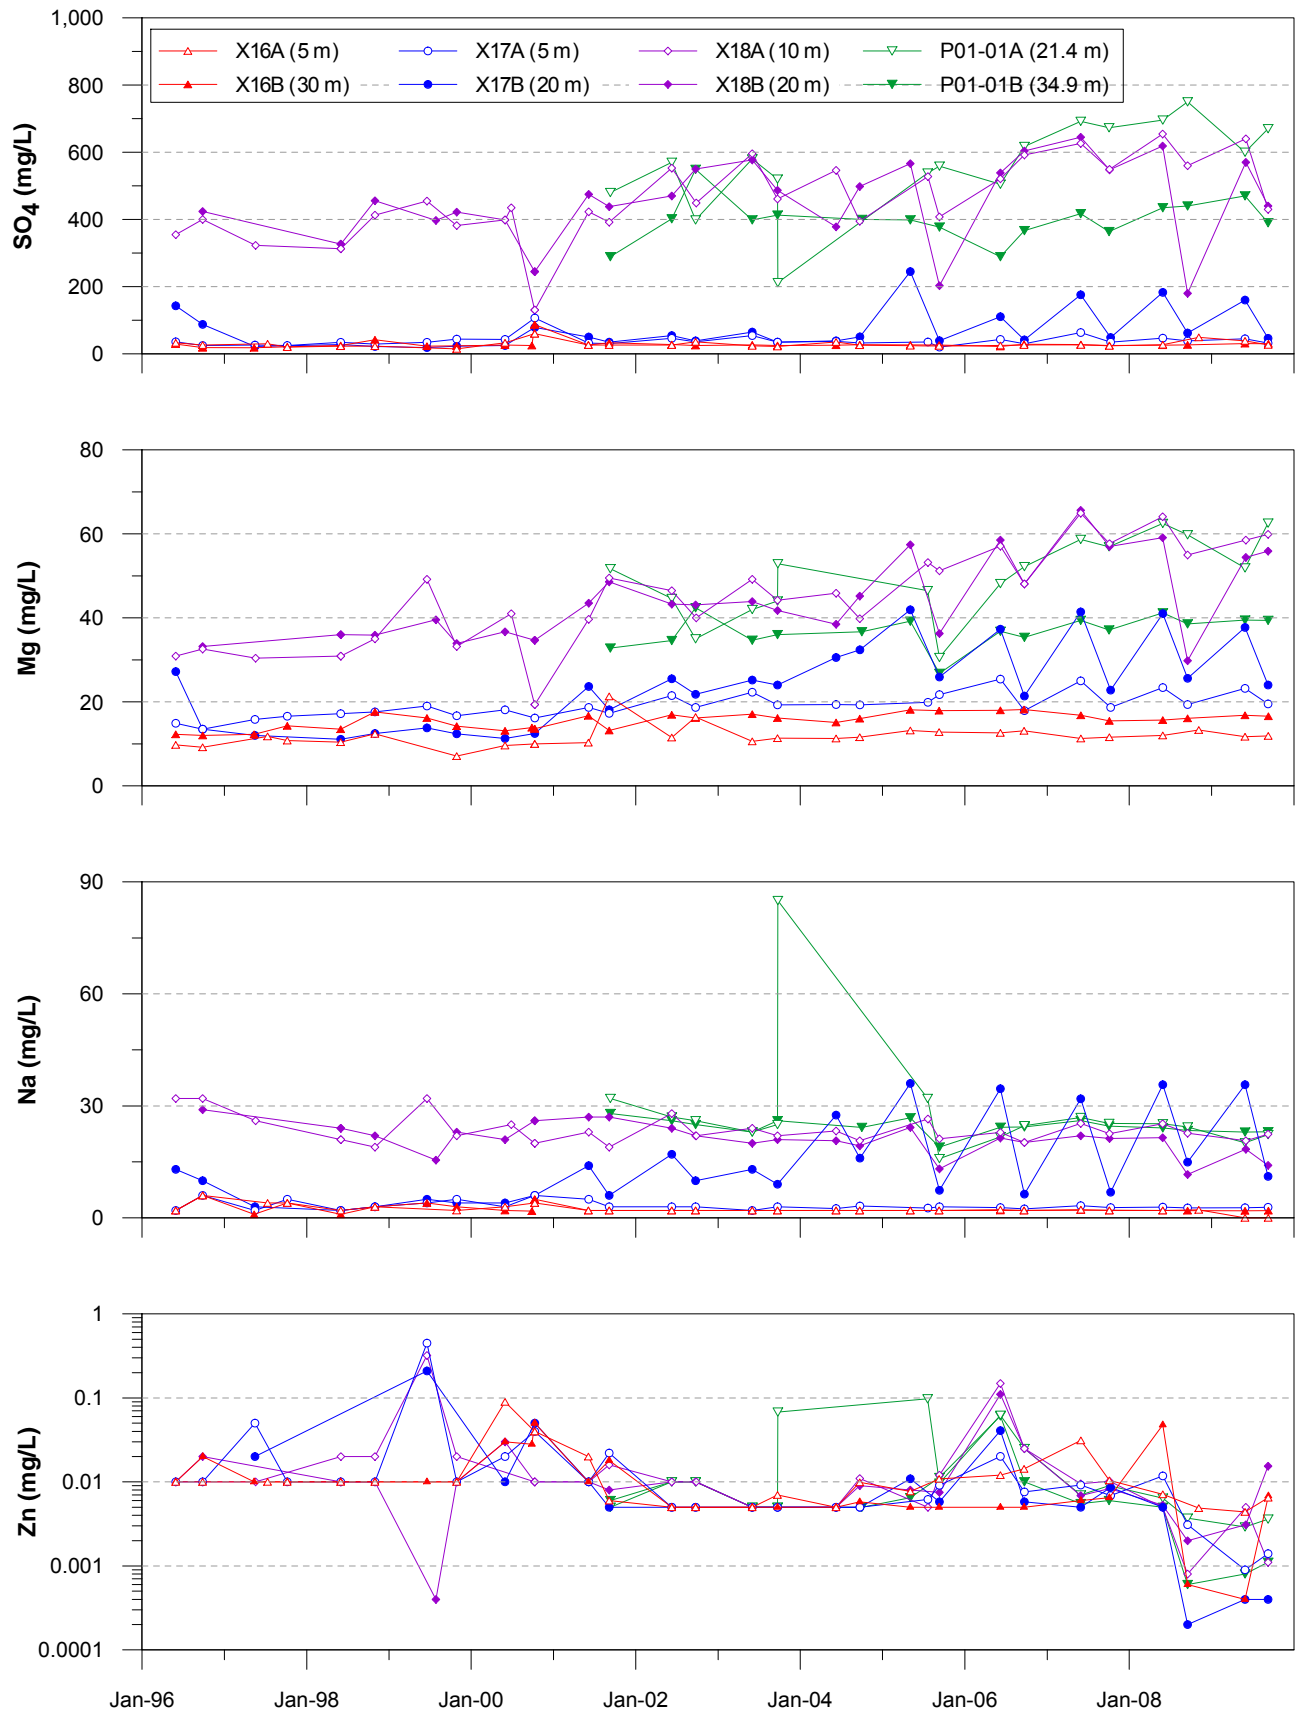 1,000
X16A (5 m) X17A (5 m) X18A (10 m) P01-01A (21.4 m)
X16B (30 m) X17B (20 m) X18B (20 m) P01-01B (34.9 m)
800
600
400
200
0
SO4 (mg/L)
80
60
40
20
0
Mg (mg/L)
90
60
30
0
Na (mg/L)
1
0.1
0.01
0.001
0.0001
Zn (mg/L)
Jan-96 Jan-98 Jan-00 Jan-02 Jan-04 Jan-06 Jan-08